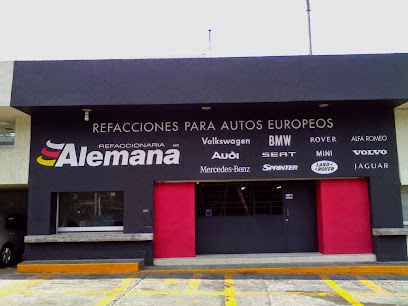 REFACCIONES PARA AUTOS EUROPEOS
REFACCIONARIA
Alemana
Volkswagen BMW ROVER ALFA ROMEO
Audi SEAT MINI VOLVO
Mercedes-Benz SPRINTER LAND ROVER JAGUAR